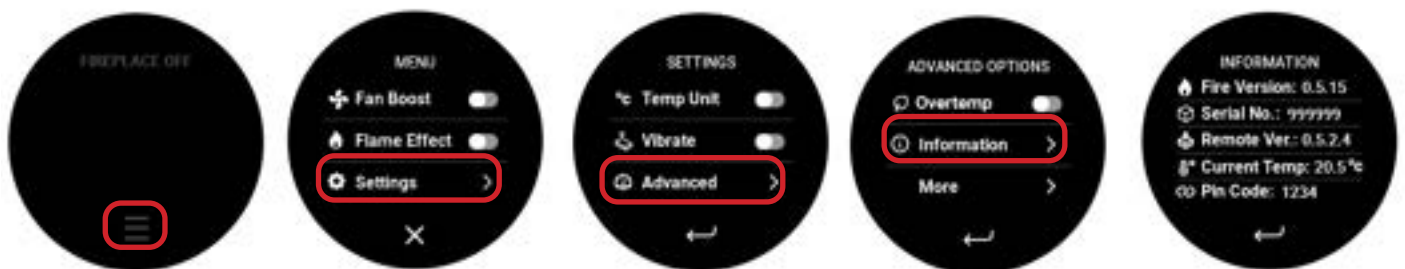 FIREPLACE OFF
MENU
Fan Boost
Flame Effect
Settings
SETTINGS
°c Temp Unit
Vibrate
Advanced
ADVANCED OPTIONS
Overtemp
Information
More
INFORMATION
Fire Version: 0.5.15
Serial No.: 999999
Remote Ver.: 0.5.2.4
Current Temp: 20.5°c
Pin Code: 1234